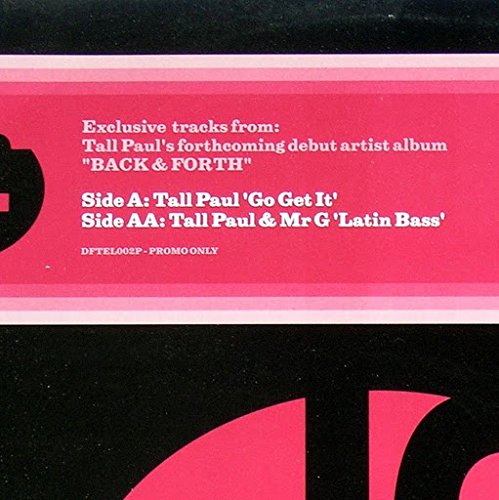 Exclusive tracks from:
Tall Paul's forthcoming debut artist album
"BACK & FORTH"
Side A: Tall Paul 'Go Get It'
Side AA: Tall Paul & Mr G 'Latin Bass'
DFTEL002P - PROMO ONLY